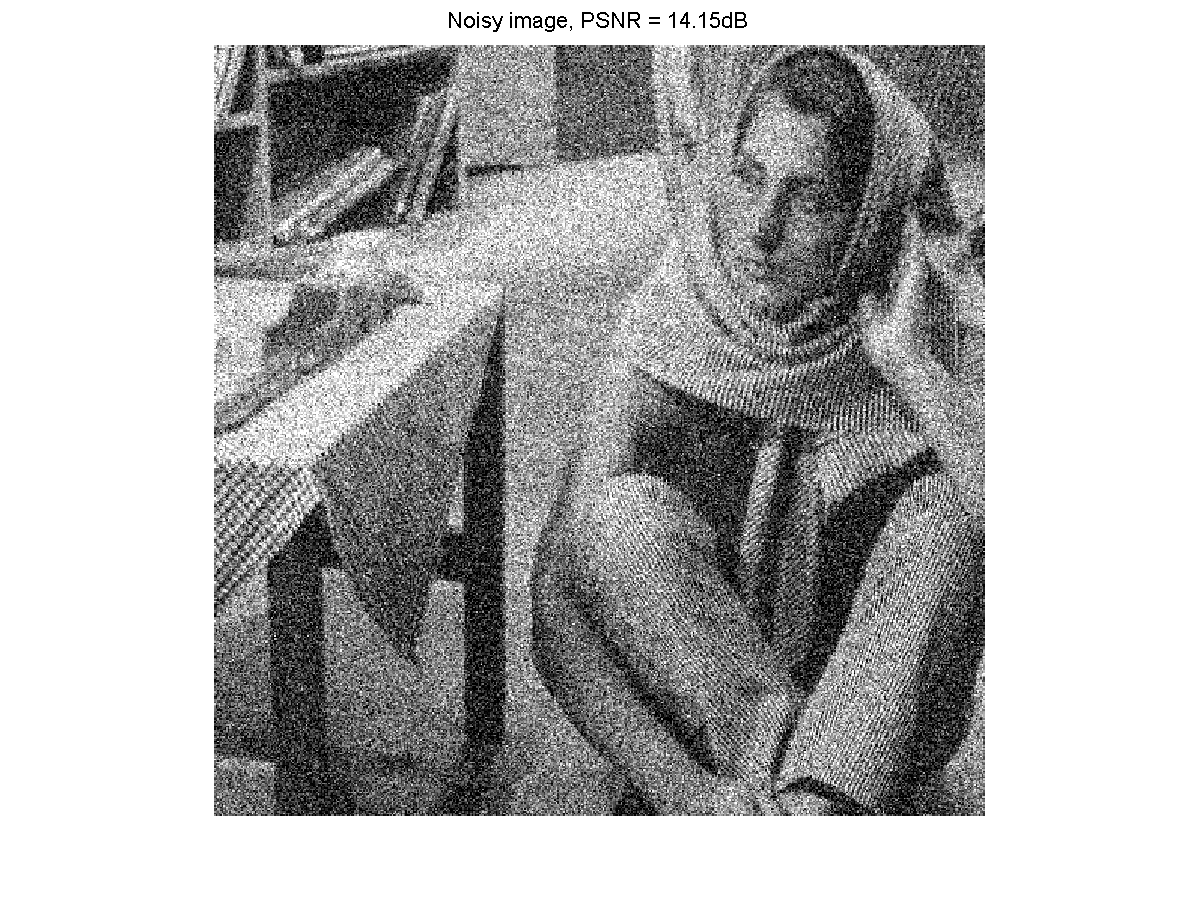 Noisy image, PSNR = 14.15dB